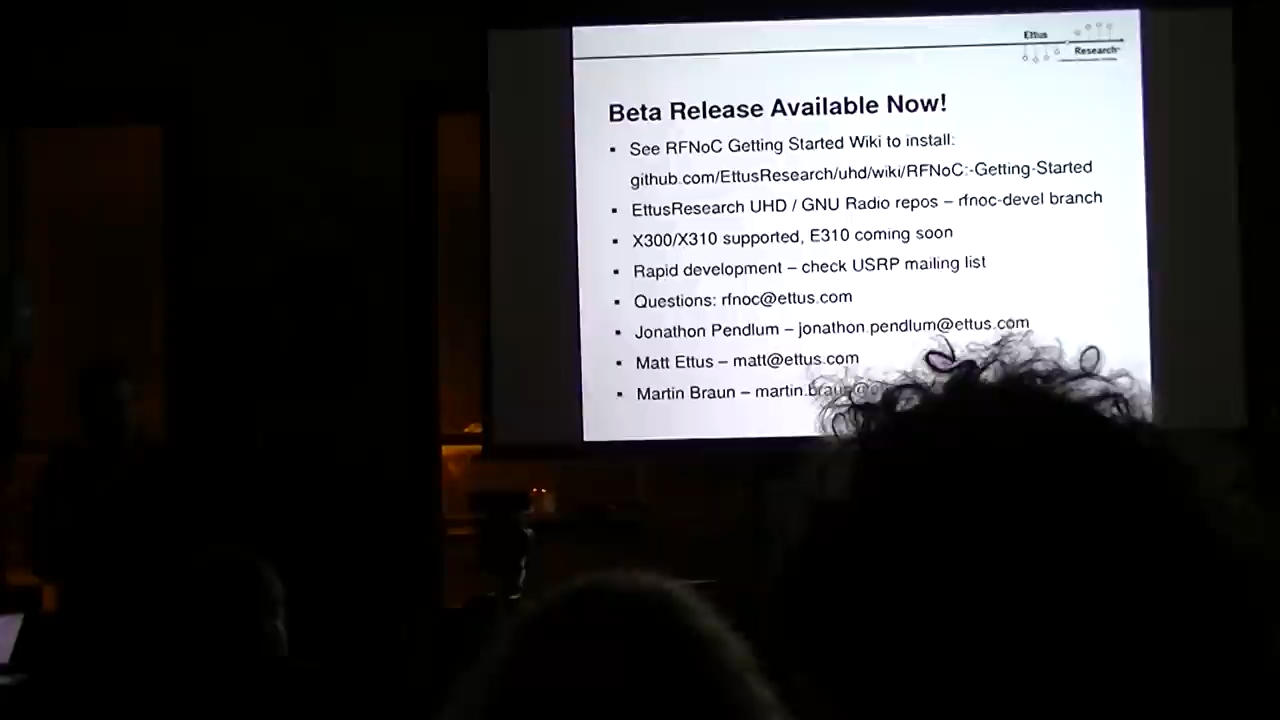 Ettus
Research
Beta Release Available Now!
▪ See RFNoC Getting Started Wiki to install:
github.com/EttusResearch/uhd/wiki/RFNoC:-Getting-Started
▪ EttusResearch UHD / GNU Radio repos – rfnoc-devel branch
▪ X300/X310 supported, E310 coming soon
▪ Rapid development – check USRP mailing list
▪ Questions: rfnoc@ettus.com
▪ Jonathon Pendlum – jonathon.pendlum@ettus.com
▪ Matt Ettus – matt@ettus.com
▪ Martin Braun –